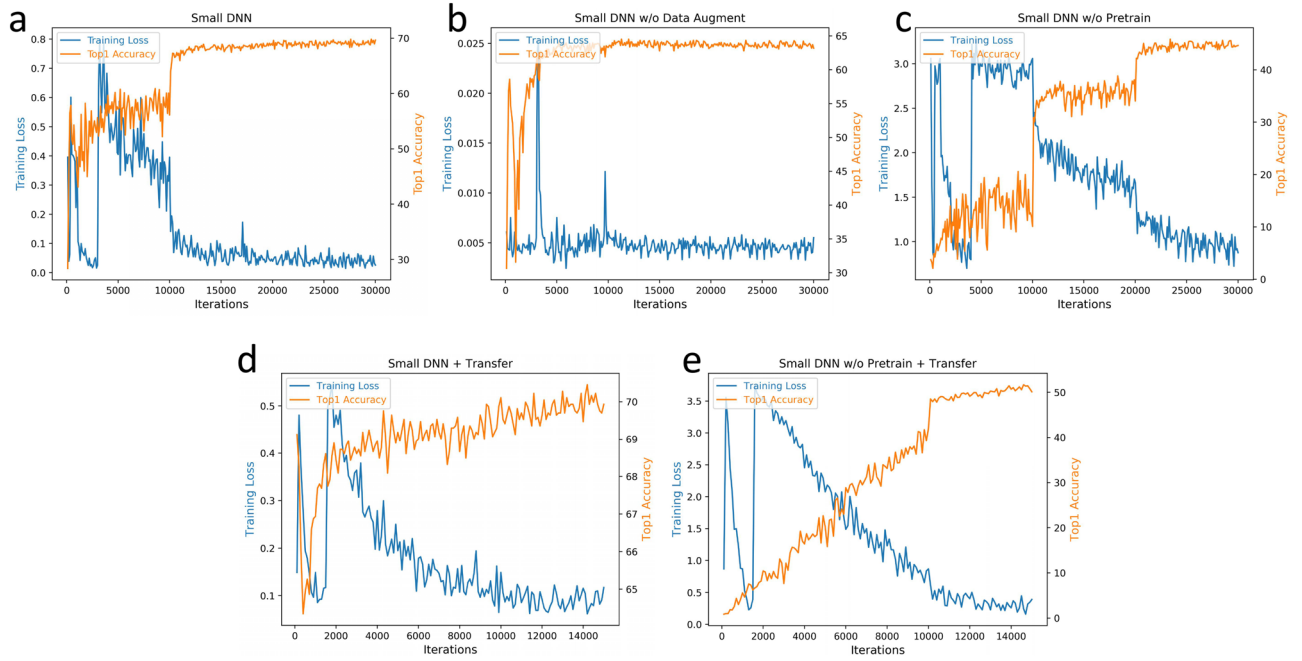 a
Small DNN
Training Loss
Top1 Accuracy
0.8
0.7
0.6
0.5
0.4
0.3
0.2
0.1
0.0
Training Loss
70
60
50
40
30
Top1 Accuracy
0
5000
10000
15000
20000
25000
30000
Iterations
b
Small DNN w/o Data Augment
Training Loss
Top1 Accuracy
0.025
0.020
0.015
0.010
0.005
Training Loss
65
60
55
50
45
40
35
30
Top1 Accuracy
0
5000
10000
15000
20000
25000
30000
Iterations
c
Small DNN w/o Pretrain
Training Loss
Top1 Accuracy
3.0
2.5
2.0
1.5
1.0
Training Loss
40
30
20
10
0
Top1 Accuracy
0
5000
10000
15000
20000
25000
30000
Iterations
d
Small DNN + Transfer
Training Loss
Top1 Accuracy
0.5
0.4
0.3
0.2
0.1
Training Loss
70
69
68
67
66
65
Top1 Accuracy
0
2000
4000
6000
8000
10000
12000
14000
Iterations
e
Small DNN w/o Pretrain + Transfer
Training Loss
Top1 Accuracy
3.5
3.0
2.5
2.0
1.5
1.0
0.5
0.0
Training Loss
50
40
30
20
10
0
Top1 Accuracy
0
2000
4000
6000
8000
10000
12000
14000
Iterations